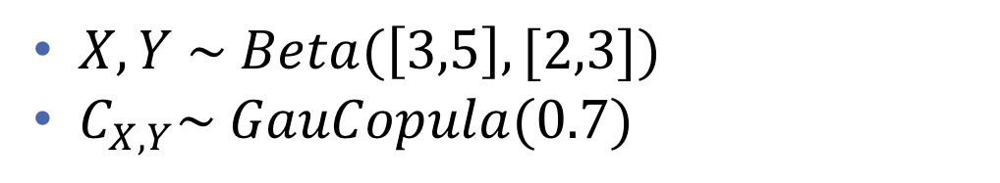 • X, Y ~ Beta([3,5], [2,3])
• C_{X,Y} ~ GauCopula(0.7)